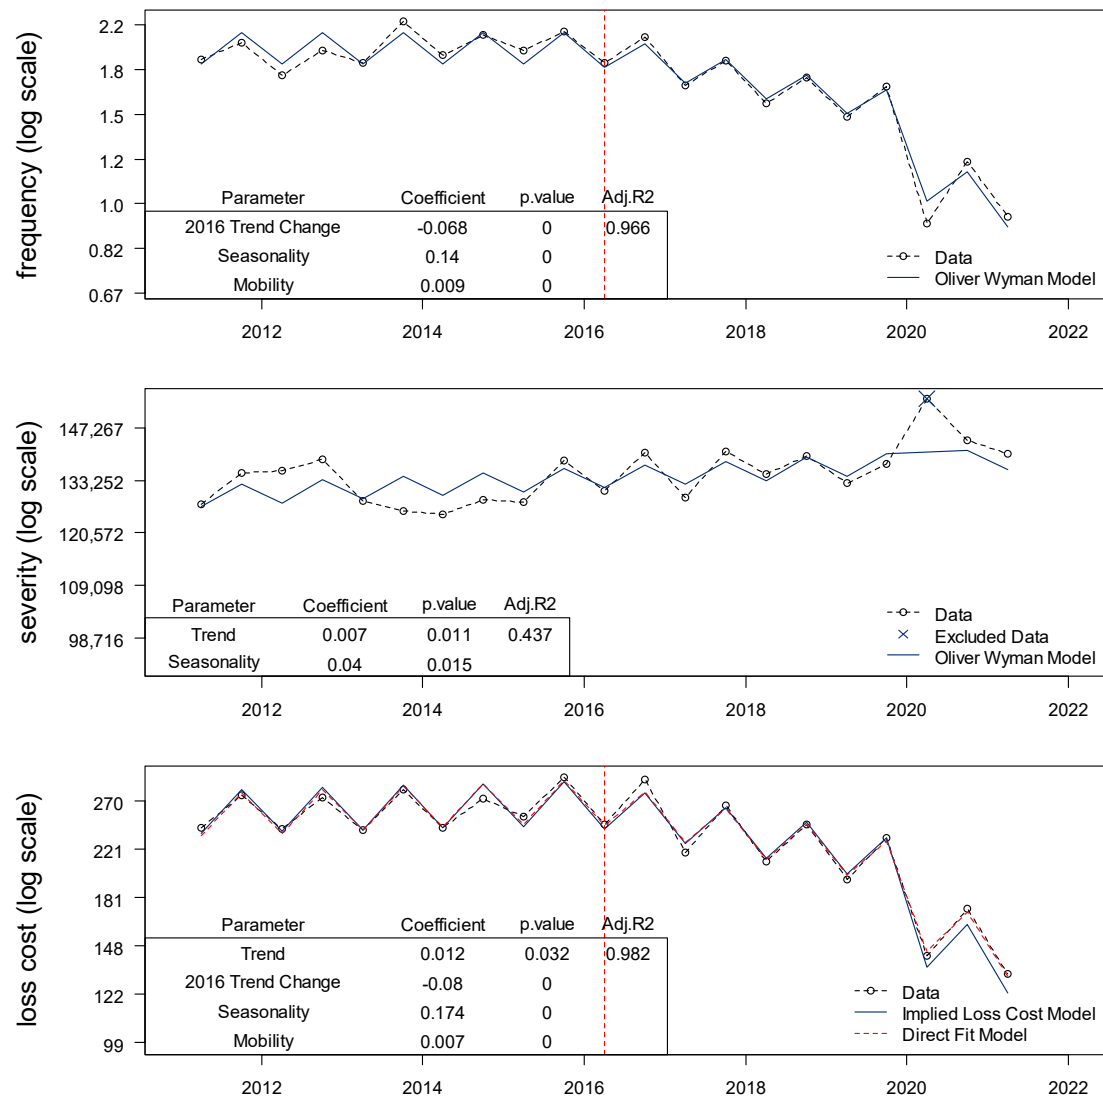 frequency (log scale)
2.2
1.8
1.5
1.2
1.0
0.82
0.67
Parameter Coefficient p.value Adj.R2
2016 Trend Change -0.068 0 0.966
Seasonality 0.14 0
Mobility 0.009 0
Data
Oliver Wyman Model
2012 2014 2016 2018 2020 2022
severity (log scale)
147,267
133,252
120,572
109,098
98,716
Parameter Coefficient p.value Adj.R2
Trend 0.007 0.011 0.437
Seasonality 0.04 0.015
Data
Excluded Data
Oliver Wyman Model
2012 2014 2016 2018 2020 2022
loss cost (log scale)
270
221
181
148
122
99
Parameter Coefficient p.value Adj.R2
Trend 0.012 0.032 0.982
2016 Trend Change -0.08 0
Seasonality 0.174 0
Mobility 0.007 0
Data
Implied Loss Cost Model
Direct Fit Model
2012 2014 2016 2018 2020 2022